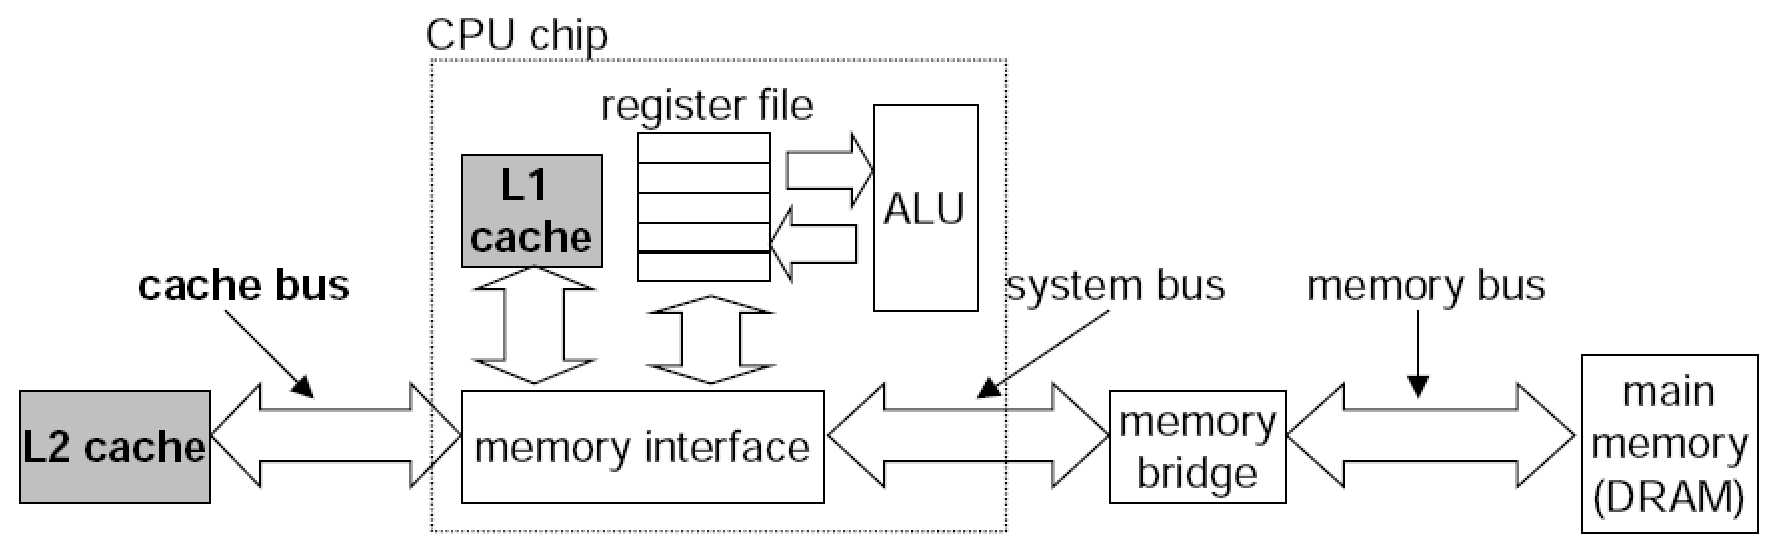 CPU chip
register file
L1
cache
ALU
cache bus
system bus
memory bus
L2 cache
memory interface
memory
bridge
main
memory
(DRAM)